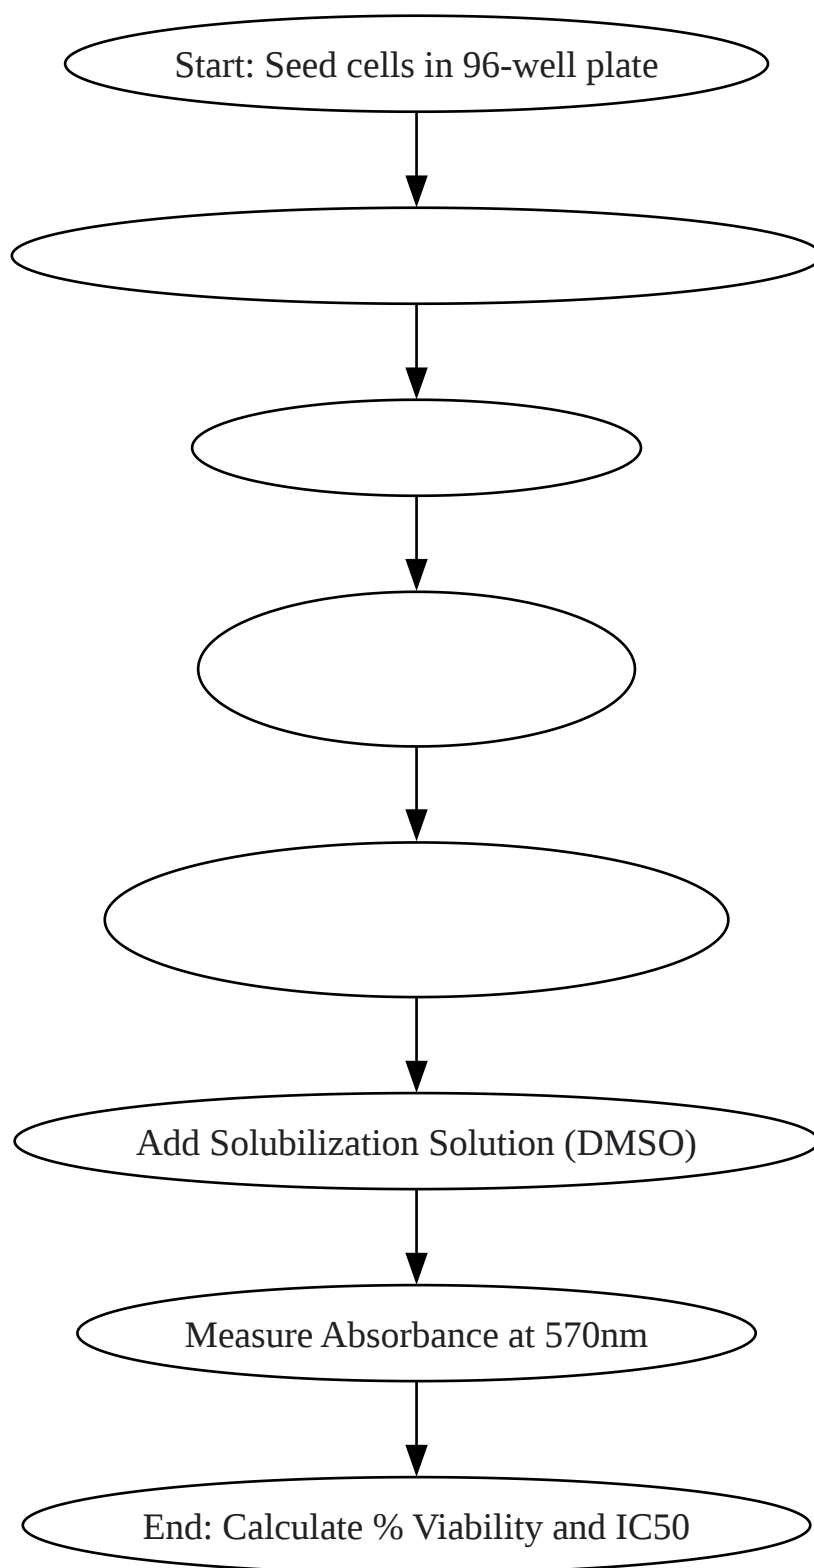 Start: Seed cells in 96-well plate
Add Solubilization Solution (DMSO)
Measure Absorbance at 570nm
End: Calculate % Viability and IC50